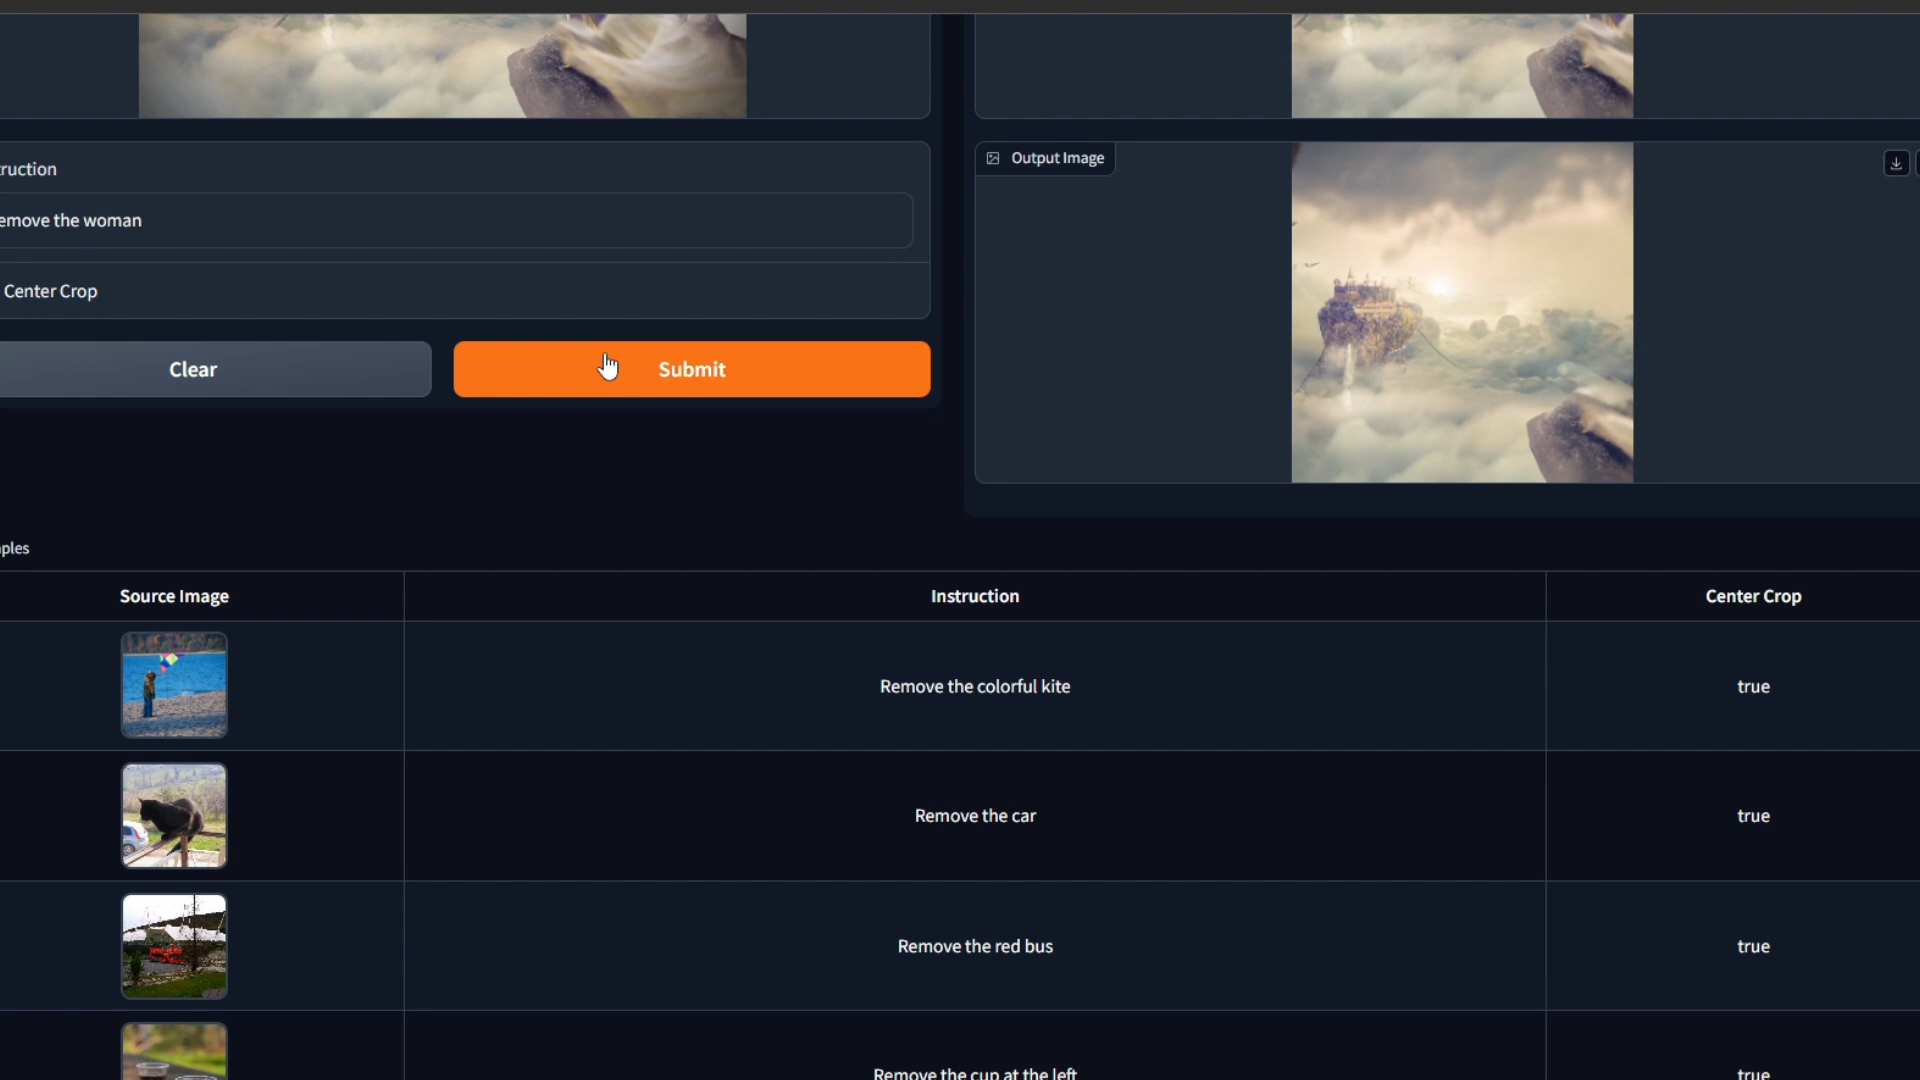 ruction
emove the woman
Center Crop
Clear
Submit
Output Image
ples
Source Image
Instruction
Center Crop
Remove the colorful kite
true
Remove the car
true
Remove the red bus
true
Remove the cup at the left
true